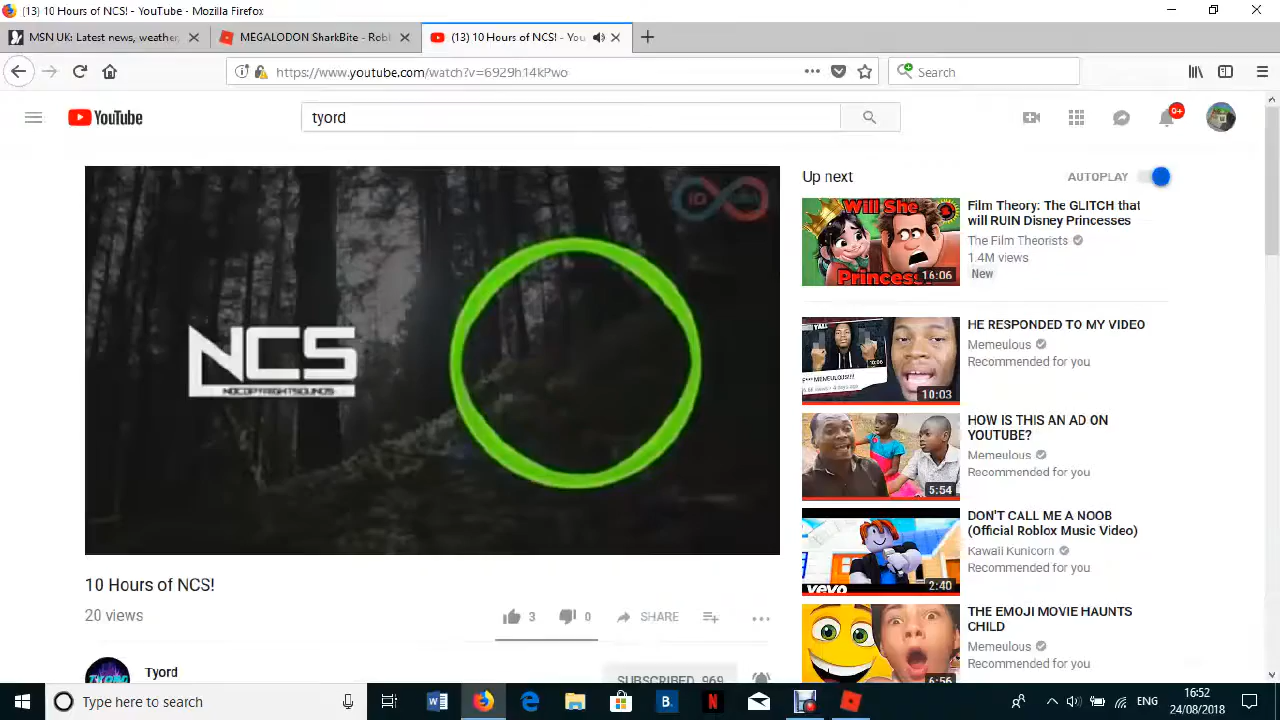 (13) 10 Hours of NCS! - YouTube - Mozilla Firefox
MSN UK: Latest news, weather,
MEGALODON SharkBite - Robl
(13) 10 Hours of NCS! - You
https://www.youtube.com/watch?v=6929h14kPwo
Search
YouTube
tyord
9+
NCS
NOCOPYRIGHTSOUNDS
Up next
AUTOPLAY
Will She
Princess
16:06
Film Theory: The GLITCH that
will RUIN Disney Princesses
The Film Theorists
1.4M views
New
HE RESPONDED TO MY VIDEO
Memeulous
Recommended for you
10:03
HOW IS THIS AN AD ON
YOUTUBE?
Memeulous
Recommended for you
5:54
DON'T CALL ME A NOOB
(Official Roblox Music Video)
Kawaii Kunicorn
Recommended for you
vevo
2:40
THE EMOJI MOVIE HAUNTS
CHILD
Memeulous
Recommended for you
6:56
10 Hours of NCS!
20 views
3
0
SHARE
Tyord
SUBSCRIBED 969
Type here to search
ENG
16:52
24/08/2018